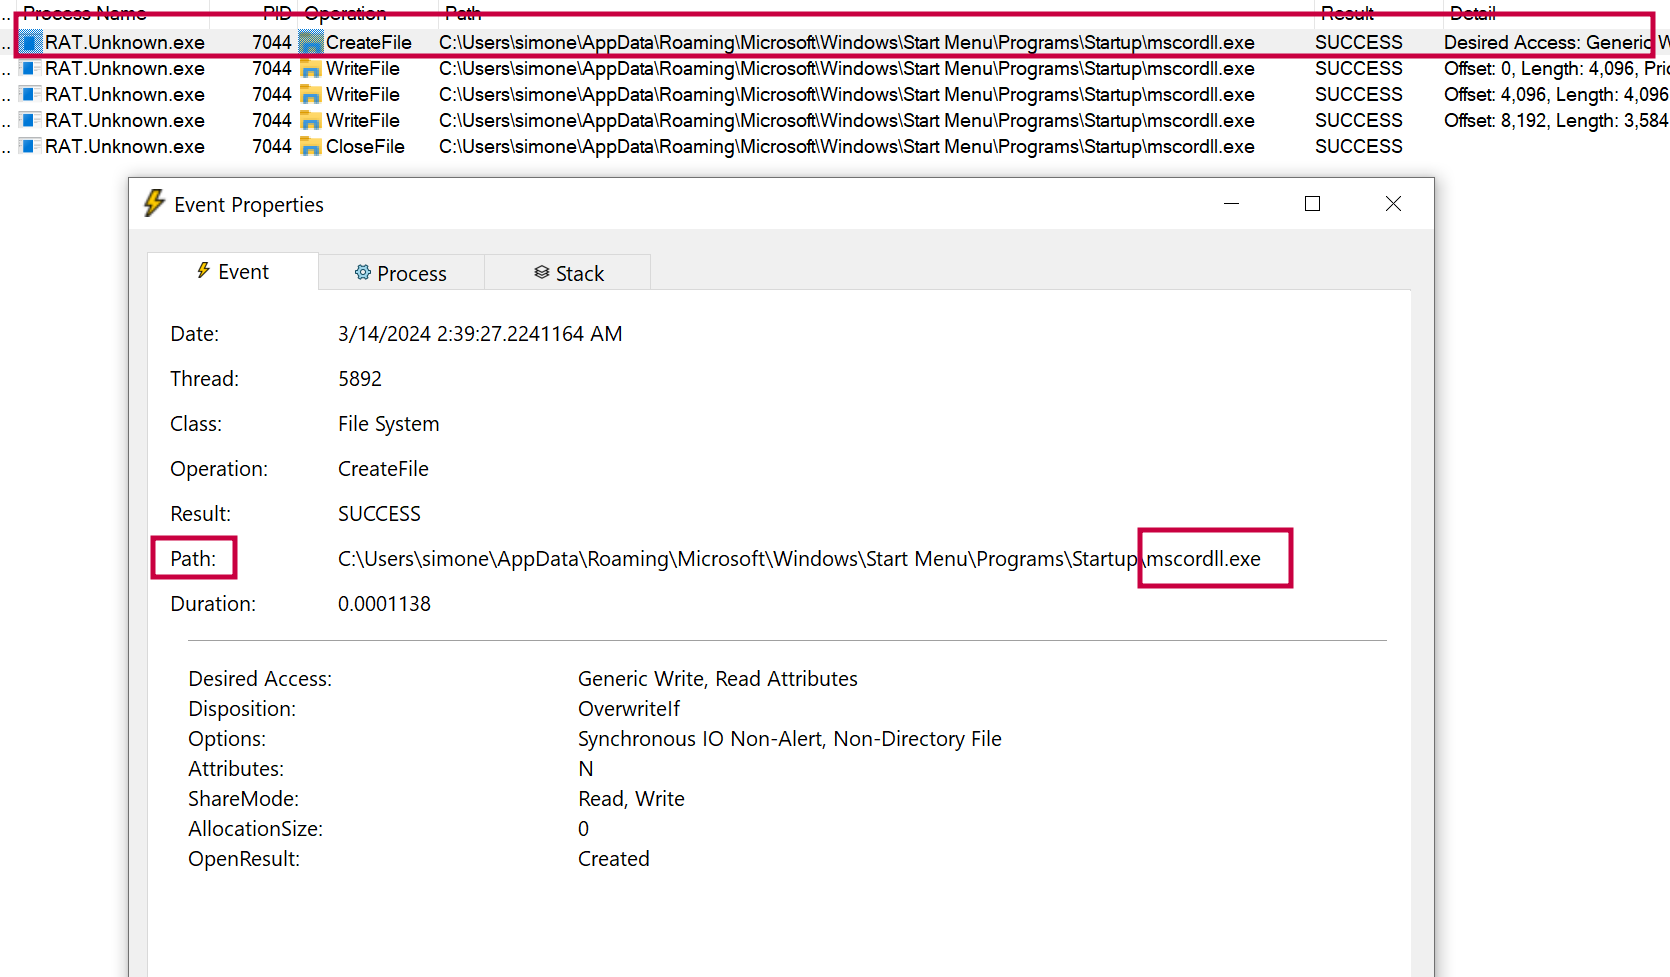 .. Process Name PID Operation Path Result Detail
.. RAT.Unknown.exe 7044 CreateFile C:\Users\simone\AppData\Roaming\Microsoft\Windows\Start Menu\Programs\Startup\mscordll.exe SUCCESS Desired Access: Generic W
.. RAT.Unknown.exe 7044 WriteFile C:\Users\simone\AppData\Roaming\Microsoft\Windows\Start Menu\Programs\Startup\mscordll.exe SUCCESS Offset: 0, Length: 4,096, Prio
.. RAT.Unknown.exe 7044 WriteFile C:\Users\simone\AppData\Roaming\Microsoft\Windows\Start Menu\Programs\Startup\mscordll.exe SUCCESS Offset: 4,096, Length: 4,096
.. RAT.Unknown.exe 7044 WriteFile C:\Users\simone\AppData\Roaming\Microsoft\Windows\Start Menu\Programs\Startup\mscordll.exe SUCCESS Offset: 8,192, Length: 3,584
.. RAT.Unknown.exe 7044 CloseFile C:\Users\simone\AppData\Roaming\Microsoft\Windows\Start Menu\Programs\Startup\mscordll.exe SUCCESS
Event Properties
Event Process Stack
Date: 3/14/2024 2:39:27.2241164 AM
Thread: 5892
Class: File System
Operation: CreateFile
Result: SUCCESS
Path: C:\Users\simone\AppData\Roaming\Microsoft\Windows\Start Menu\Programs\Startup\mscordll.exe
Duration: 0.0001138
Desired Access: Generic Write, Read Attributes
Disposition: OverwriteIf
Options: Synchronous IO Non-Alert, Non-Directory File
Attributes: N
ShareMode: Read, Write
AllocationSize: 0
OpenResult: Created